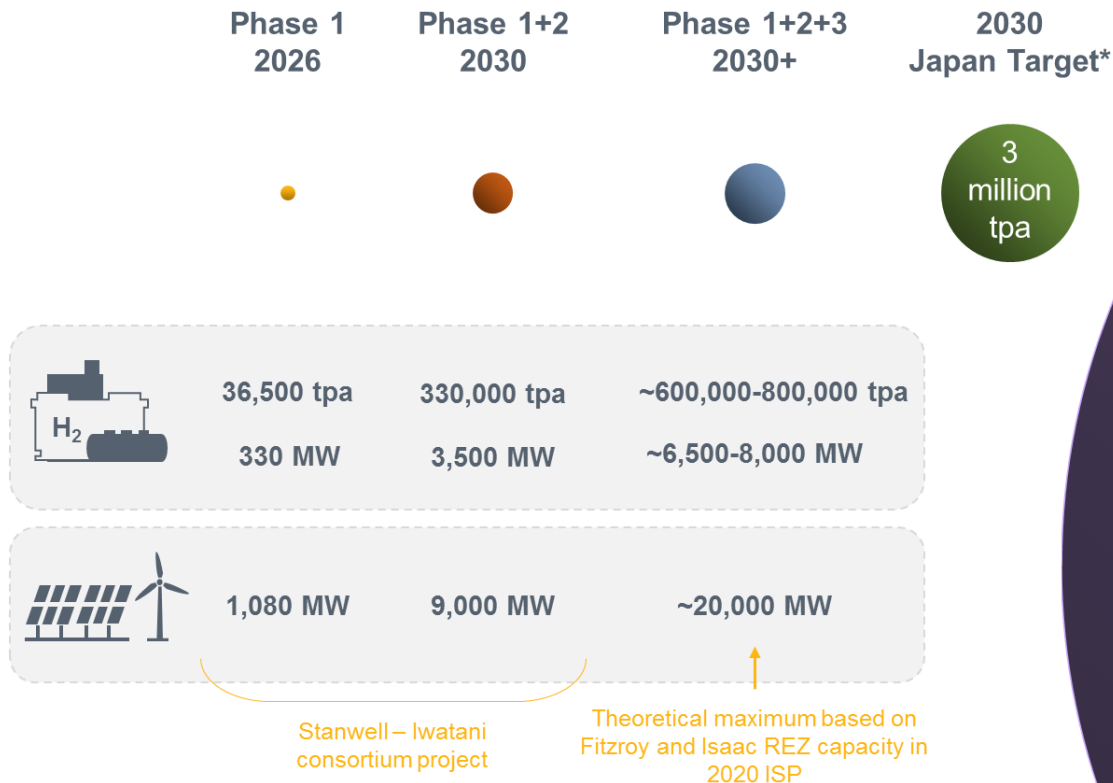 Phase 1
2026
Phase 1+2
2030
Phase 1+2+3
2030+
2030
Japan Target*
3
million
tpa
H₂
36,500 tpa
330,000 tpa
~600,000-800,000 tpa
330 MW
3,500 MW
~6,500-8,000 MW
1,080 MW
9,000 MW
~20,000 MW
Stanwell – Iwatani
consortium project
Theoretical maximum based on
Fitzroy and Isaac REZ capacity in
2020 ISP